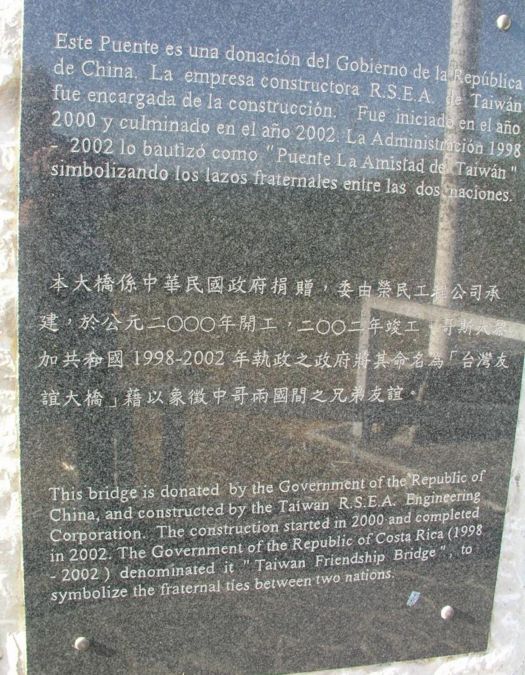 Este Puente es una donación del Gobierno de la República
de China. La empresa constructora R.S.E.A. de Taiwán
fue encargada de la construcción. Fue iniciado en el año
2000 y culminado en el año 2002. La Administración 1998
- 2002 lo bautizó como "Puente La Amistad de Taiwán"
simbolizando los lazos fraternales entre las dos naciones.
本大橋係中華民國政府捐贈，委由榮民工程公司承
建，於公元二〇〇〇年開工，二〇〇二年竣工，哥斯大黎
加共和國 1998-2002 年執政之政府將其命名為「台灣友
誼大橋」藉以象徵中哥兩國間之兄弟友誼。
This bridge is donated by the Government of the Republic of
China, and constructed by the Taiwan R.S.E.A. Engineering
Corporation. The construction started in 2000 and completed
in 2002. The Government of the Republic of Costa Rica (1998
- 2002 ) denominated it "Taiwan Friendship Bridge", to
symbolize the fraternal ties between two nations.